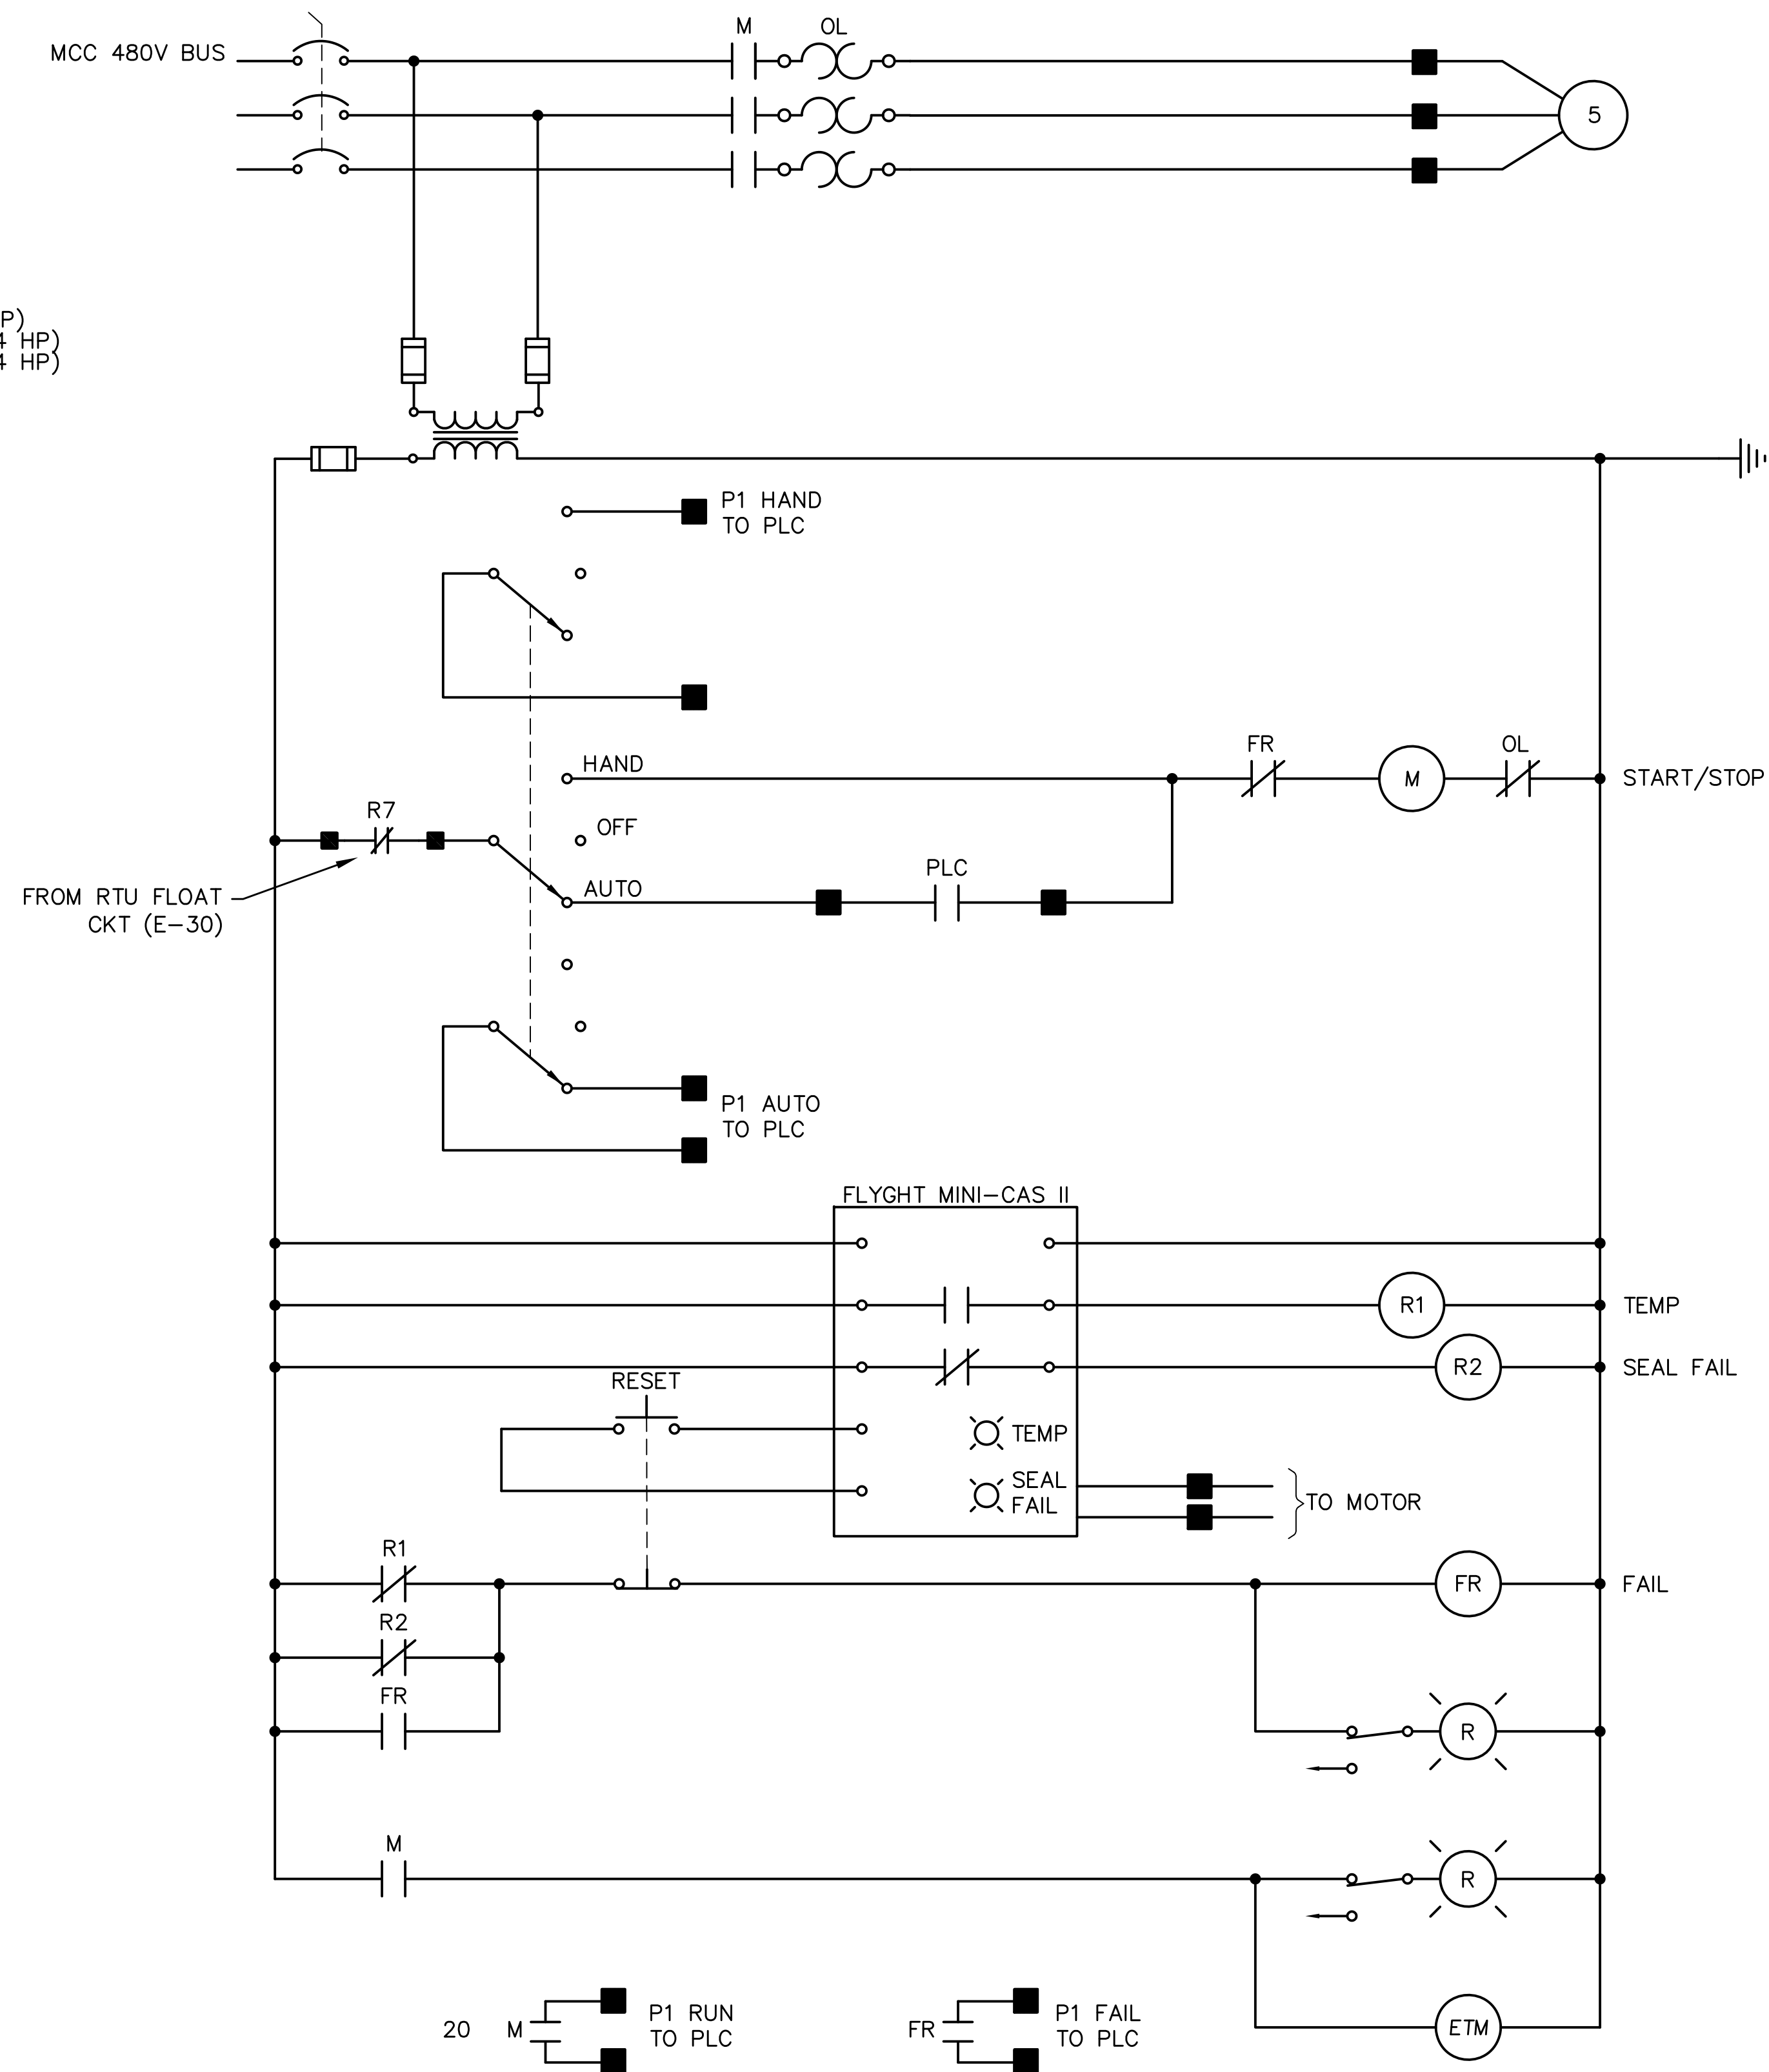 MCC 480V BUS
M
OL
5
P)
4 HP)
4 HP)
P1 HAND
TO PLC
HAND
FR
M
OL
START/STOP
R7
OFF
AUTO
PLC
FROM RTU FLOAT
CKT (E-30)
P1 AUTO
TO PLC
FLYGHT MINI-CAS II
R1
TEMP
R2
SEAL FAIL
RESET
TEMP
SEAL
FAIL
TO MOTOR
R1
FR
FAIL
R2
FR
R
M
R
ETM
20
M
P1 RUN
TO PLC
FR
P1 FAIL
TO PLC